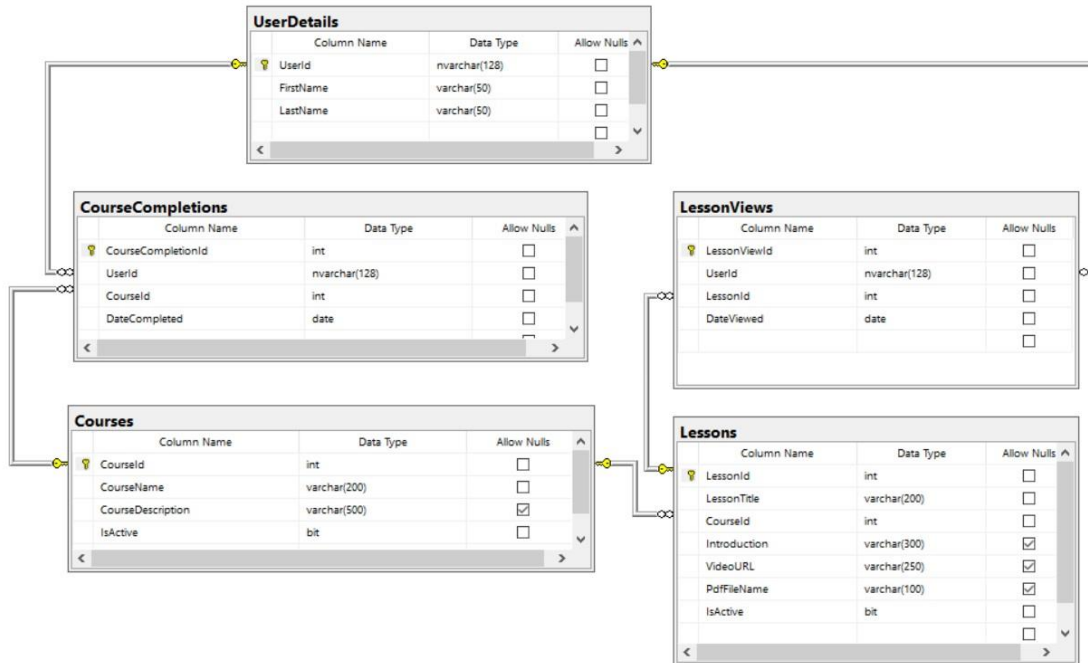 UserDetails
Column Name Data Type Allow Nulls
UserId nvarchar(128)
FirstName varchar(50)
LastName varchar(50)
CourseCompletions
Column Name Data Type Allow Nulls
CourseCompletionId int
UserId nvarchar(128)
CourseId int
DateCompleted date
LessonViews
Column Name Data Type Allow Nulls
LessonViewId int
UserId nvarchar(128)
LessonId int
DateViewed date
Courses
Column Name Data Type Allow Nulls
CourseId int
CourseName varchar(200)
CourseDescription varchar(500)
IsActive bit
Lessons
Column Name Data Type Allow Nulls
LessonId int
LessonTitle varchar(200)
CourseId int
Introduction varchar(300)
VideoURL varchar(250)
PdfFileName varchar(100)
IsActive bit